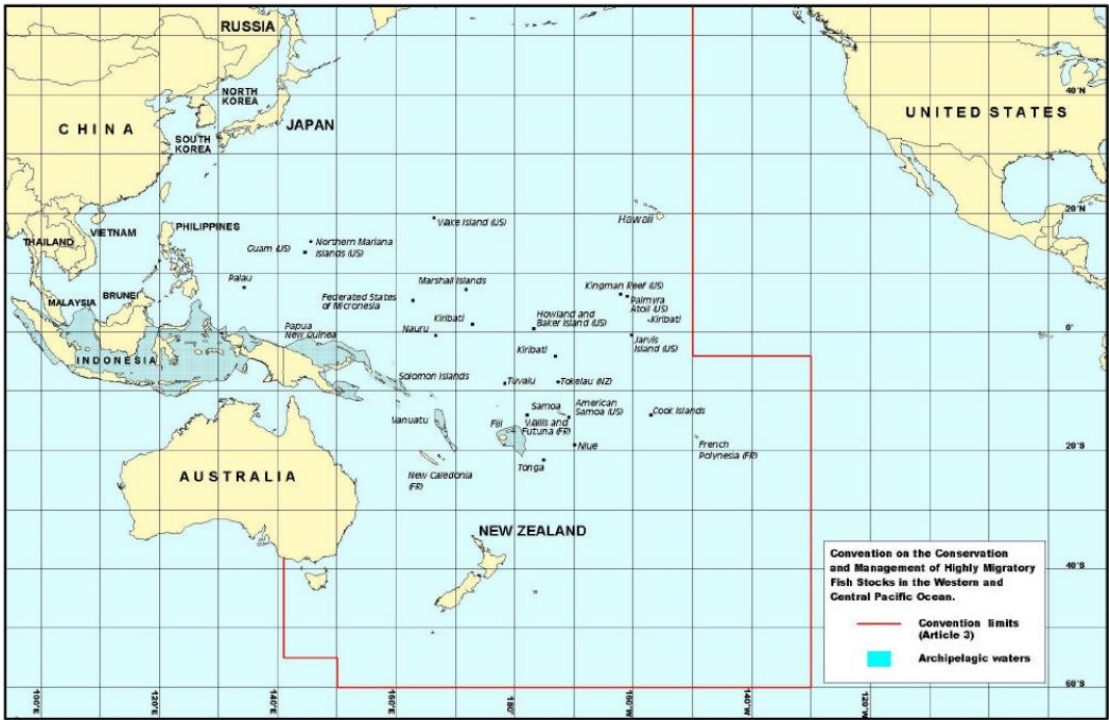 RUSSIA
NORTH
KOREA
CHINA
JAPAN
SOUTH
KOREA
UNITED STATES
40°N
20°N
0°
20°S
40°S
60°S
Hawaii
Wake Island (US)
PHILIPPINES
VIETNAM
THAILAND
Guam (US)
Northern Mariana
Islands (US)
Palau
MALAYSIA
BRUNEI
Marshall Islands
Federated States
of Micronesia
Kingman Reef (US)
Palmyra
Atoll (US)
Kiribati
Howland and
Baker Island (US)
Kiribati
Nauru
Papua
New Guinea
INDONESIA
Jarvis
Island (US)
Kiribati
Solomon Islands
Tuvalu
Tokelau (NZ)
Samoa
American
Samoa (US)
Cook Islands
Vanuatu
Fiji
Wallis and
Futuna (FR)
Niue
French
Polynesia (FR)
Tonga
New Caledonia
(FR)
AUSTRALIA
NEW ZEALAND
Convention on the Conservation
and Management of Highly Migratory
Fish Stocks in the Western and
Central Pacific Ocean.
Convention limits
(Article 3)
Archipelagic waters
100°E
120°E
140°E
160°E
180°
160°W
140°W
120°W